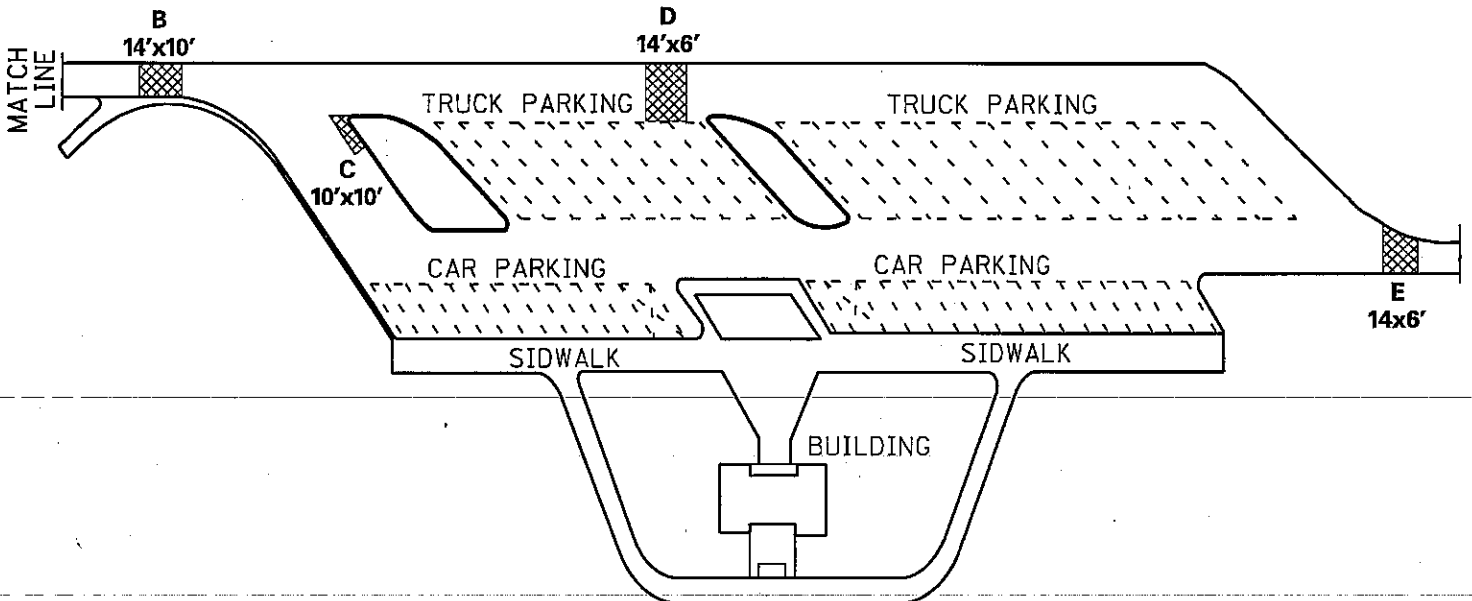 B
14'x10'
D
14'x6'
MATCH
LINE
TRUCK PARKING
TRUCK PARKING
C
10'x10'
CAR PARKING
CAR PARKING
E
14x6'
SIDWALK
SIDWALK
BUILDING